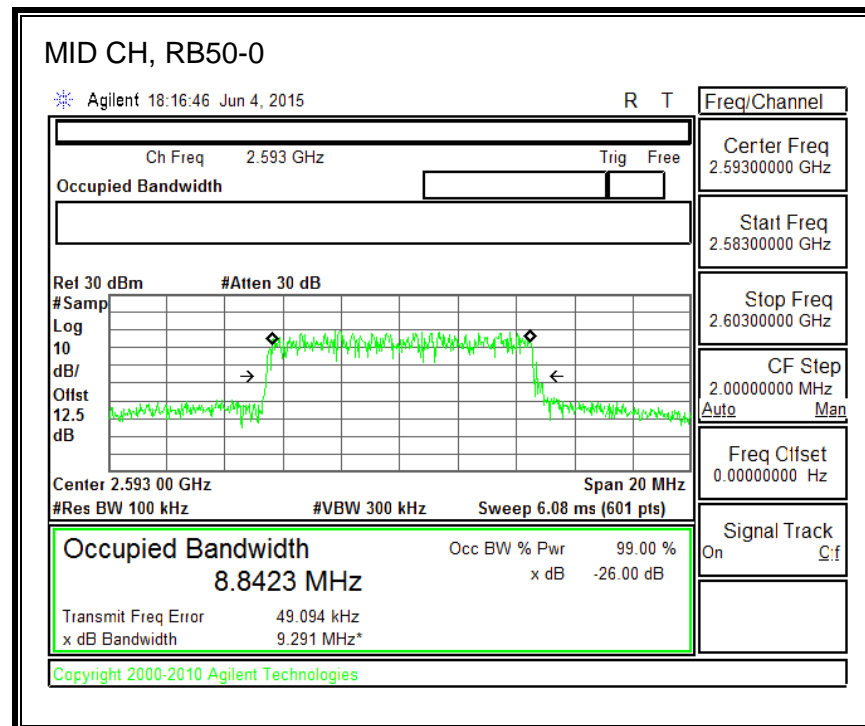 MID CH, RB50-0
Agilent 18:16:46 Jun 4, 2015 R T
Ch Freq 2.593 GHz Trig Free
Occupied Bandwidth
Ref 30 dBm #Atten 30 dB
#Samp
Log
10
dB/
Offst
12.5
dB
Center 2.593 00 GHz Span 20 MHz
#Res BW 100 kHz #VBW 300 kHz Sweep 6.08 ms (601 pts)
Occupied Bandwidth Occ BW % Pwr 99.00 %
8.8423 MHz x dB -26.00 dB
Transmit Freq Error 49.094 kHz
x dB Bandwidth 9.291 MHz*
Copyright 2000-2010 Agilent Technologies
Freq/Channel
Center Freq
2.59300000 GHz
Start Freq
2.58300000 GHz
Stop Freq
2.60300000 GHz
CF Step
2.00000000 MHz
Auto Man
Freq Offset
0.00000000 Hz
Signal Track
On Off